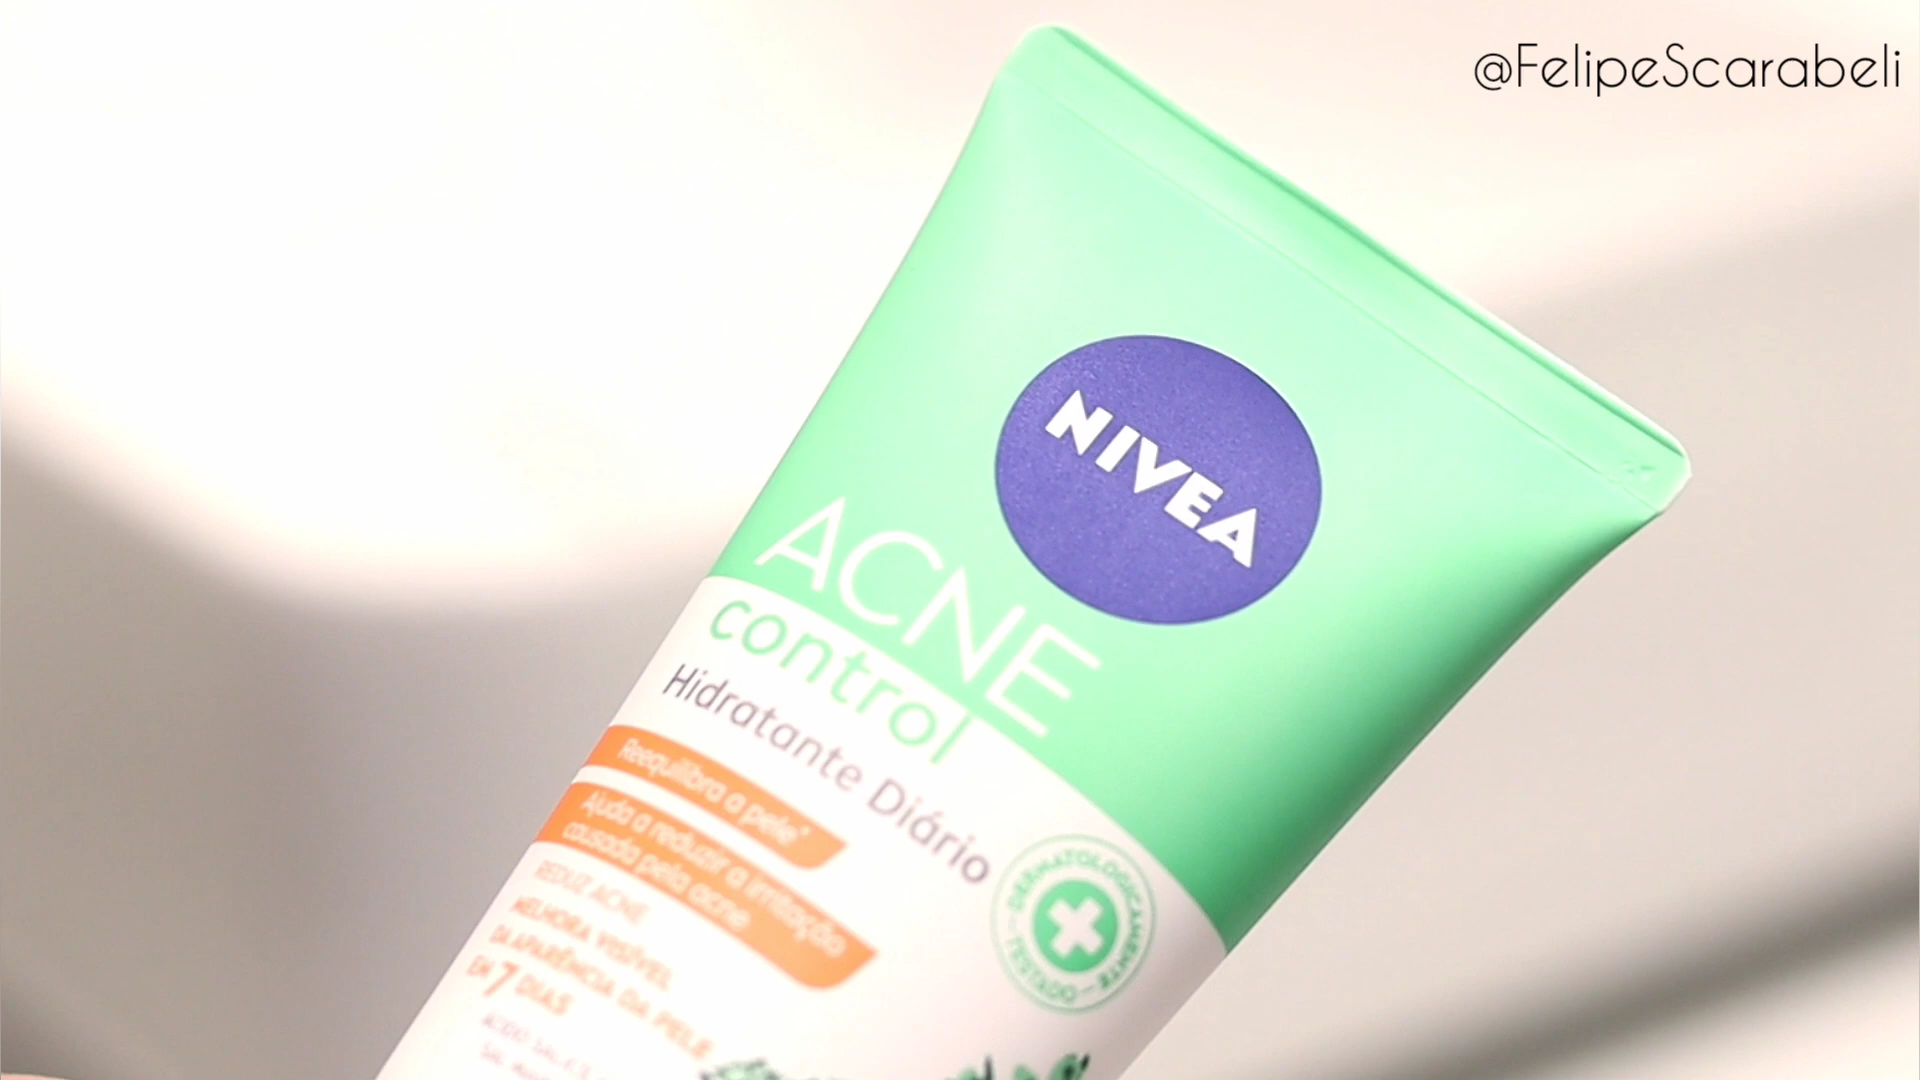 @FelipeScarabeli
NIVEA
ACNE
control
Hidratante Diário
Reequilibra a pele*
Ajuda a reduzir a irritação
causada pela acne
REDUZ ACNE
MELHORA VISÍVEL
DA APARÊNCIA DA PELE
EM 7 DIAS
DERMATOLOGICAMENTE
TESTADO